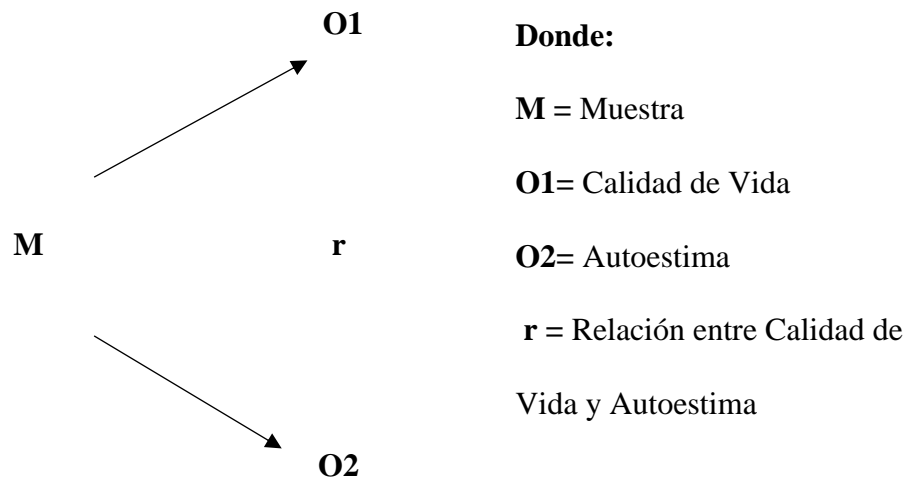 O1
Donde:
M = Muestra
O1= Calidad de Vida
M
r
O2= Autoestima
r = Relación entre Calidad de
Vida y Autoestima
O2